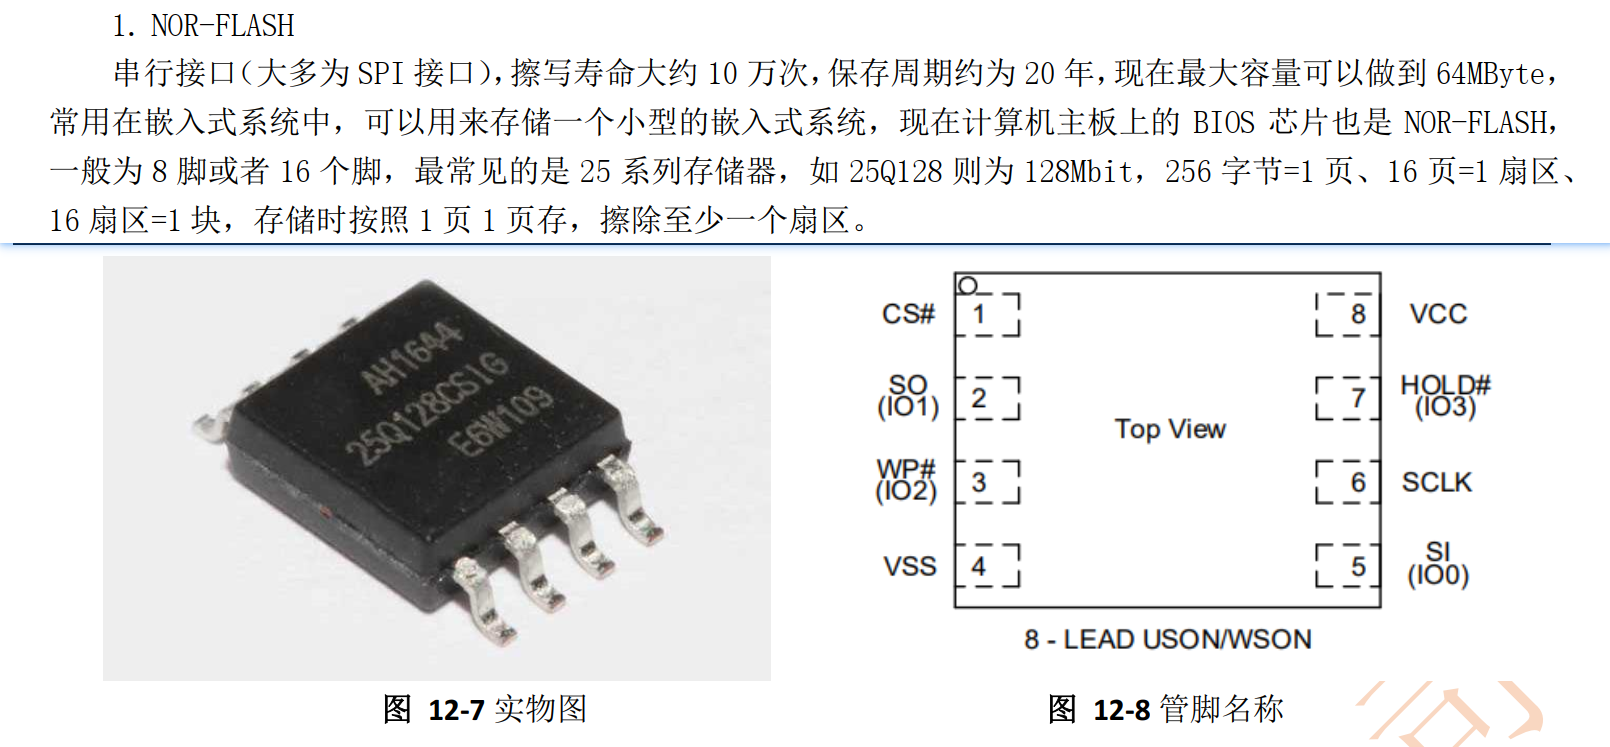 1. NOR-FLASH
串行接口(大多为 SPI 接口),擦写寿命大约 10 万次,保存周期约为 20 年,现在最大容量可以做到 64MByte,
常用在嵌入式系统中，可以用来存储一个小型的嵌入式系统，现在计算机主板上的 BIOS 芯片也是 NOR-FLASH,
一般为 8 脚或者 16 个脚，最常见的是 25 系列存储器，如 25Q128 则为 128Mbit，256 字节=1 页、16 页=1 扇区、
16 扇区=1 块，存储时按照 1 页 1 页存，擦除至少一个扇区。
AH1644
25Q128CSIG
E6W109
CS# 1 8 VCC
SO (IO1) 2 7 HOLD# (IO3)
Top View
WP# (IO2) 3 6 SCLK
VSS 4 5 SI (IO0)
8 - LEAD USON/WSON
图 12-7 实物图
图 12-8 管脚名称